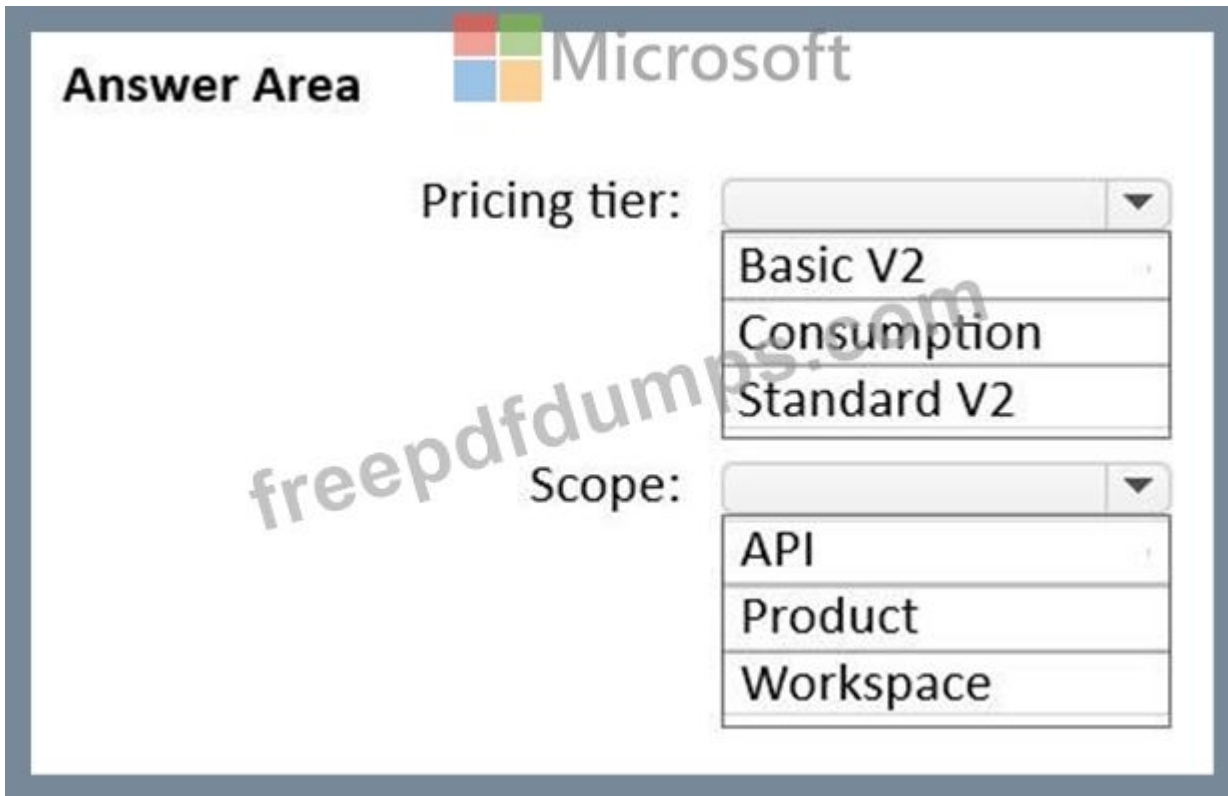 Microsoft
Answer Area
Pricing tier:
Basic V2
Consumption
Standard V2
freepdfdumps.com
Scope:
API
Product
Workspace